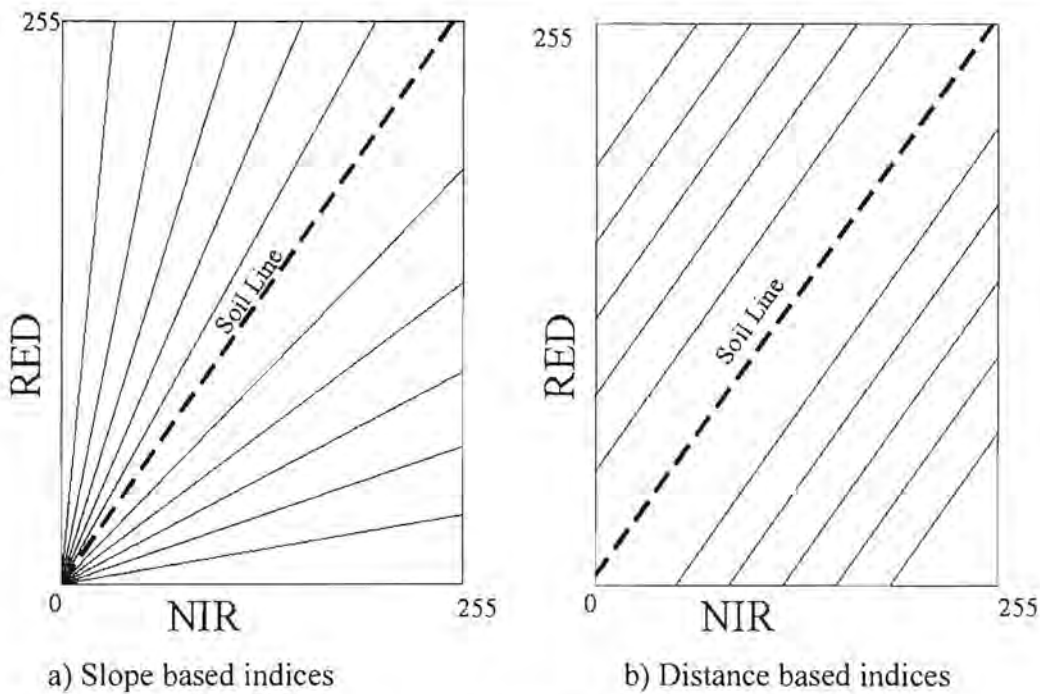 255
RED
Soil Line
0
NIR
255
a) Slope based indices
255
RED
Soil Line
0
NIR
255
b) Distance based indices